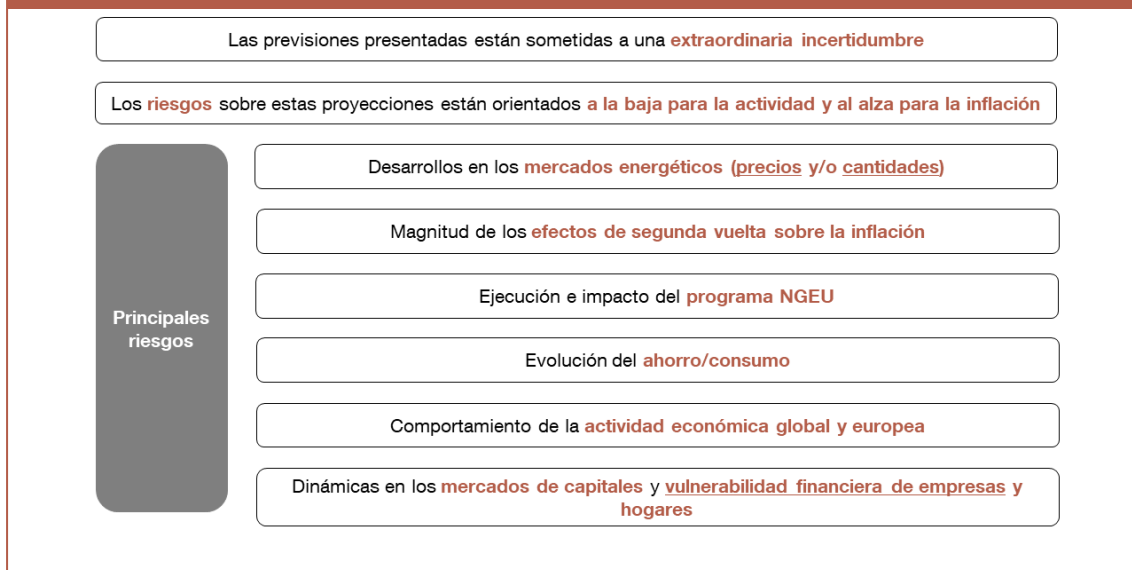 Las previsiones presentadas están sometidas a una extraordinaria incertidumbre
Los riesgos sobre estas proyecciones están orientados a la baja para la actividad y al alza para la inflación
Principales
riesgos
Desarrollos en los mercados energéticos (precios y/o cantidades)
Magnitud de los efectos de segunda vuelta sobre la inflación
Ejecución e impacto del programa NGEU
Evolución del ahorro/consumo
Comportamiento de la actividad económica global y europea
Dinámicas en los mercados de capitales y vulnerabilidad financiera de empresas y
hogares